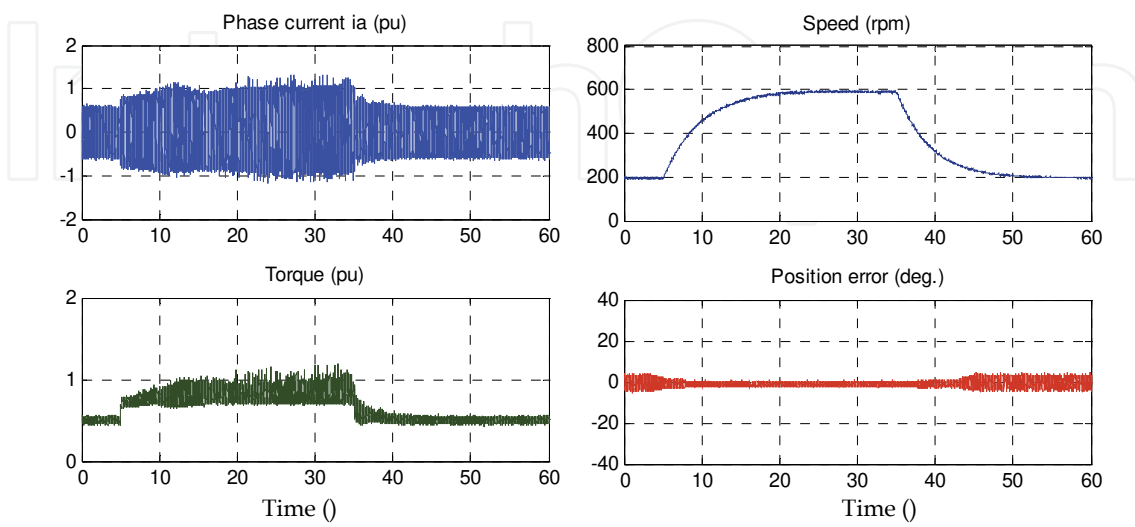 Phase current ia (pu)
2
1
0
-1
-2
0 10 20 30 40 50 60
Speed (rpm)
800
600
400
200
0
0 10 20 30 40 50 60
Torque (pu)
2
1
0
0 10 20 30 40 50 60
Time ()
Position error (deg.)
40
20
0
-20
-40
0 10 20 30 40 50 60
Time ()